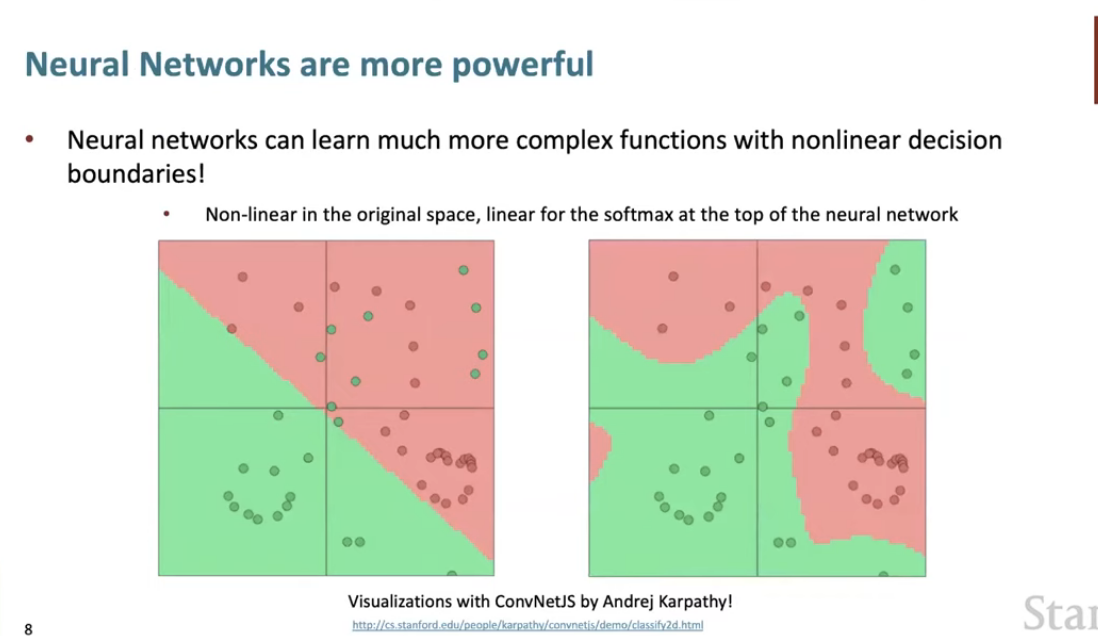 Neural Networks are more powerful
• Neural networks can learn much more complex functions with nonlinear decision
boundaries!
• Non-linear in the original space, linear for the softmax at the top of the neural network
Visualizations with ConvNetJS by Andrej Karpathy!
http://cs.stanford.edu/people/karpathy/convnetjs/demo/classify2d.html
8
Star